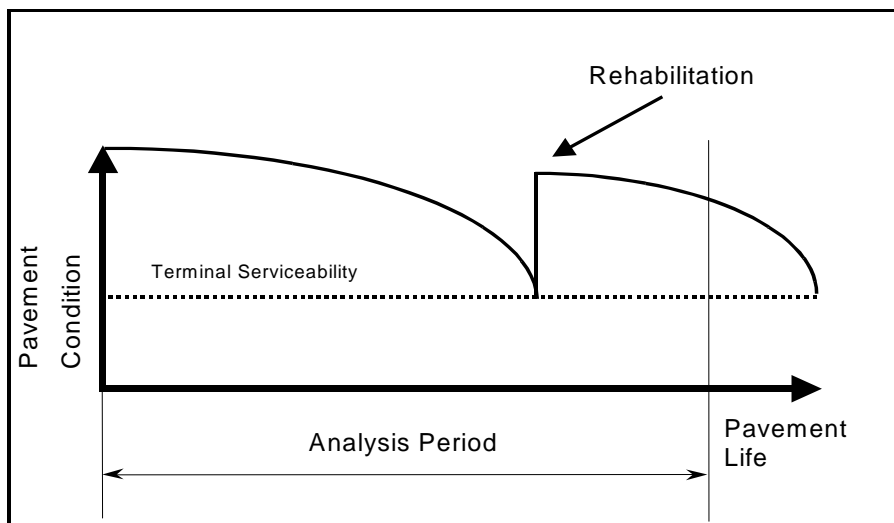 Rehabilitation
Terminal Serviceability
Pavement
Condition
Analysis Period
Pavement
Life